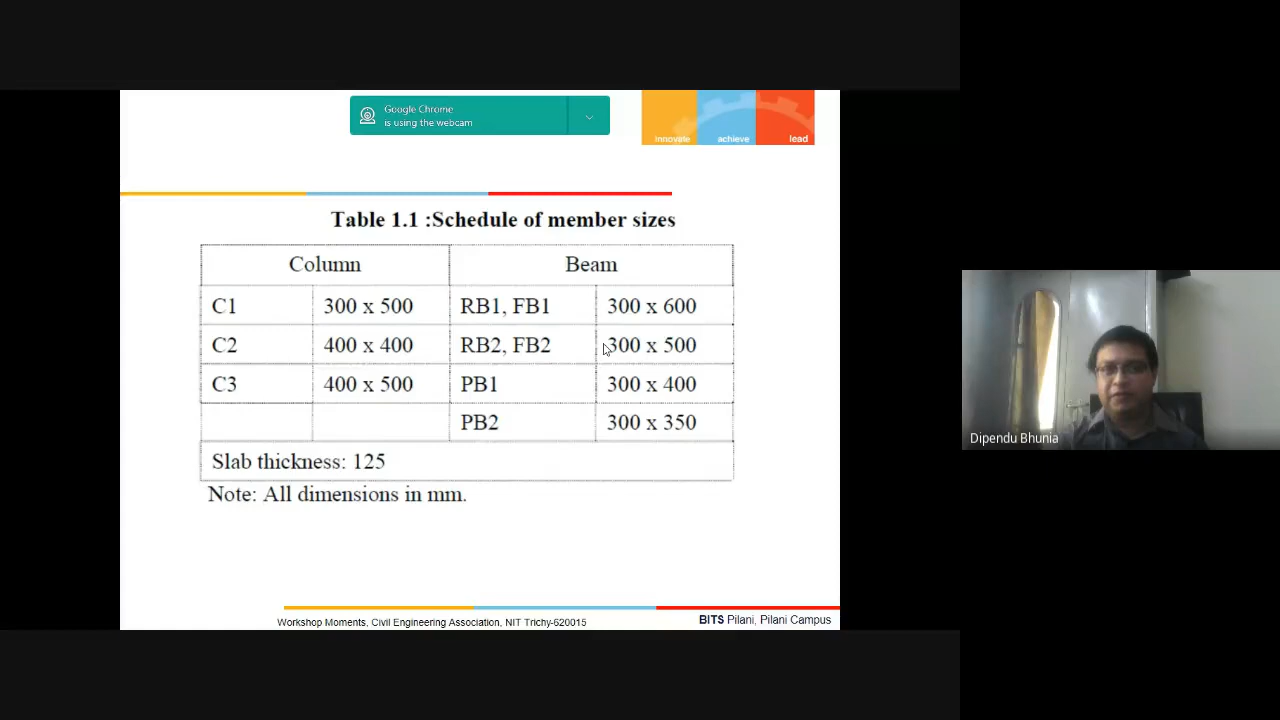 Google Chrome
is using the webcam
innovate achieve lead
Table 1.1 :Schedule of member sizes
Column Beam
C1 300 x 500 RB1, FB1 300 x 600
C2 400 x 400 RB2, FB2 300 x 500
C3 400 x 500 PB1 300 x 400
PB2 300 x 350
Slab thickness: 125
Note: All dimensions in mm.
Dipendu Bhunia
Workshop Moments, Civil Engineering Association, NIT Trichy-620015
BITS Pilani, Pilani Campus